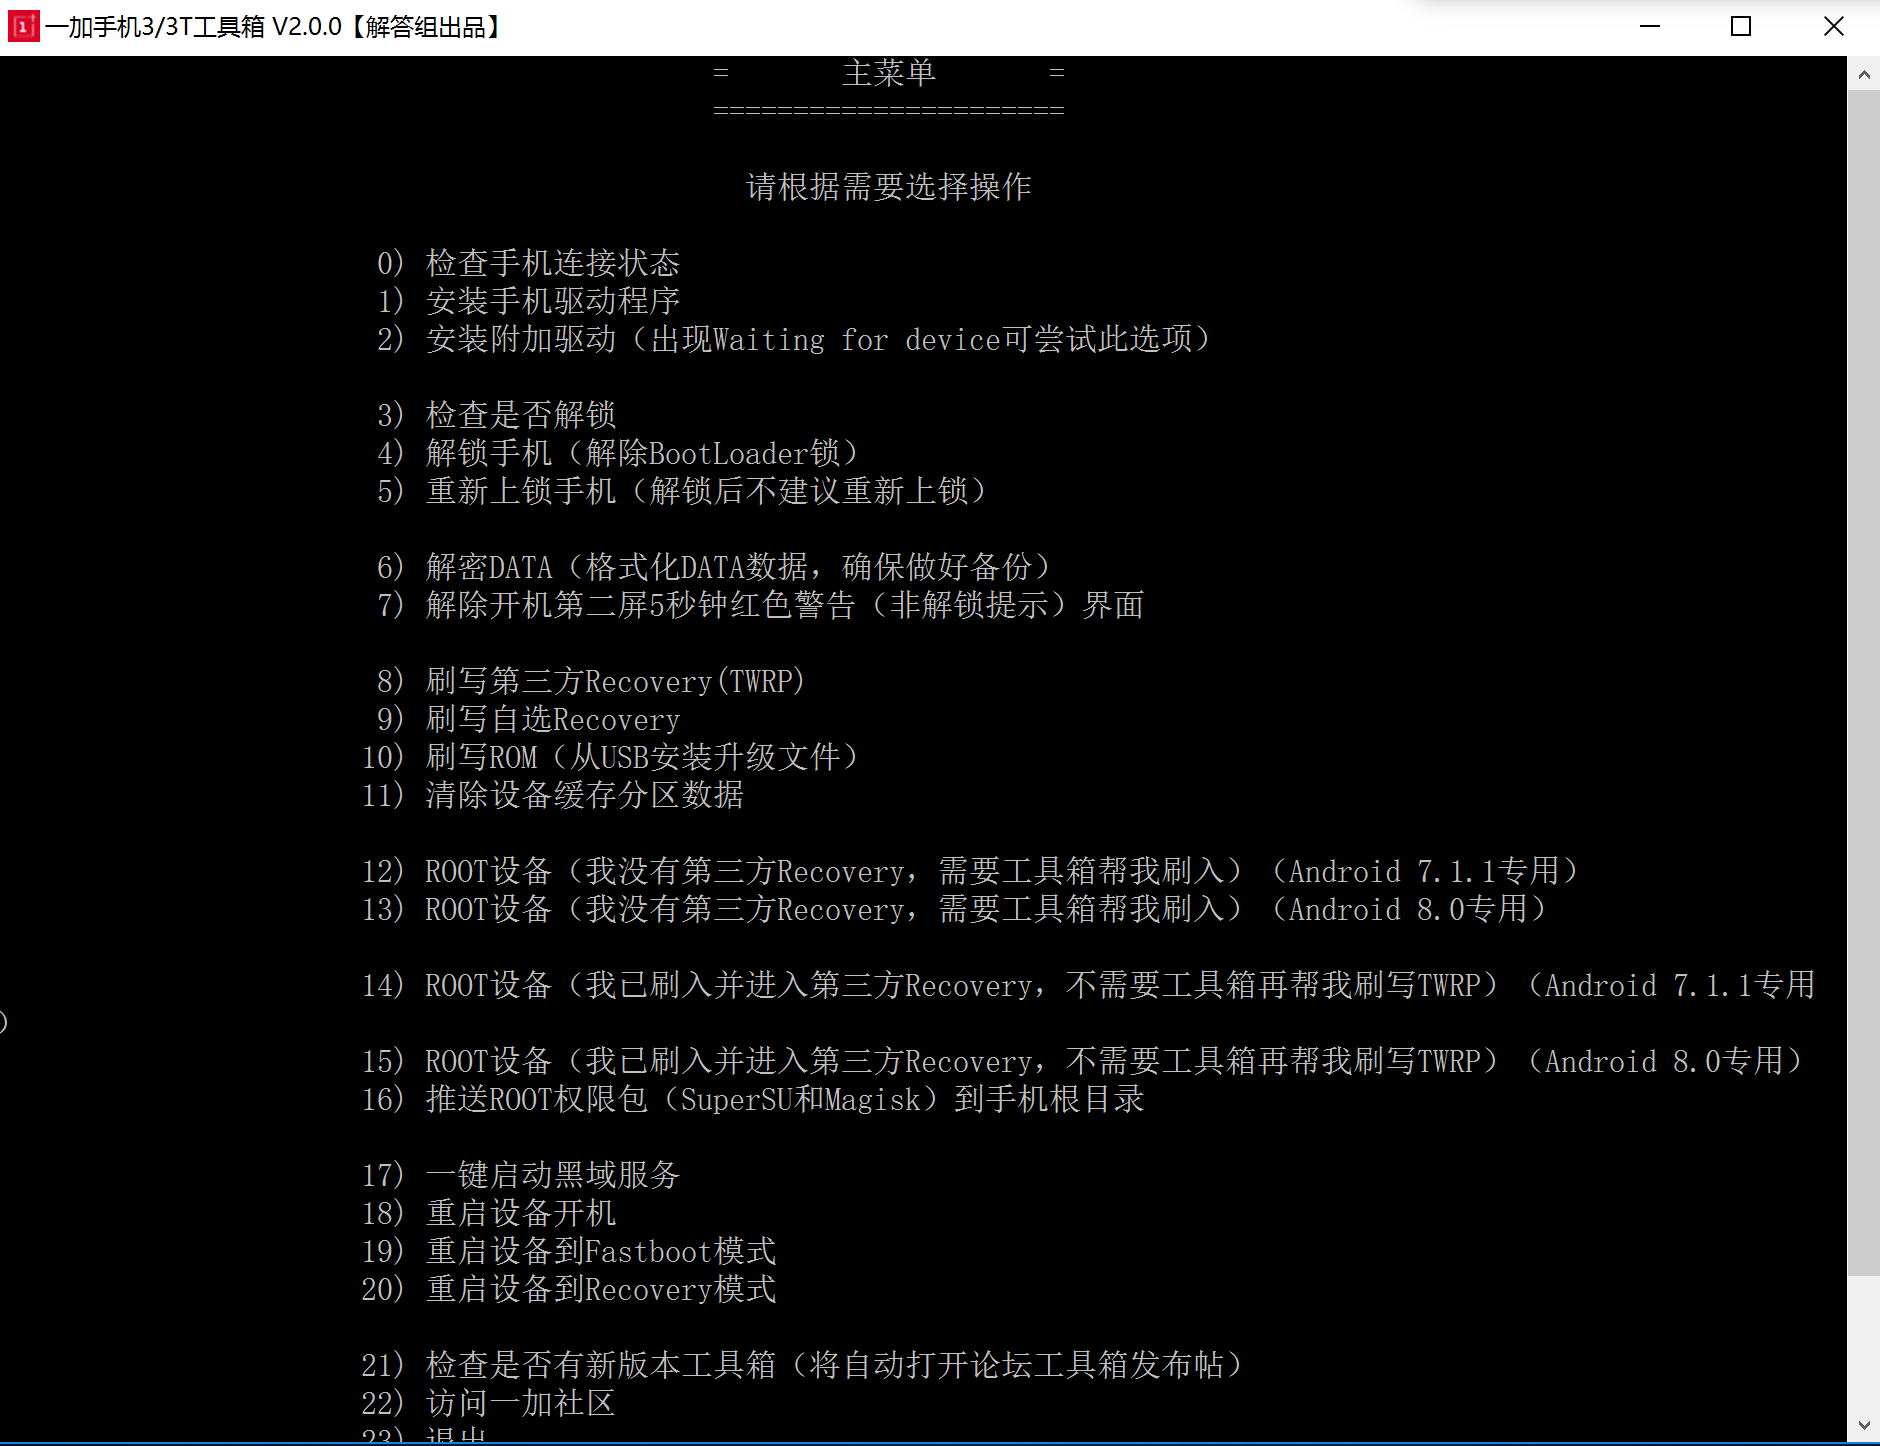 一加手机3/3T工具箱 V2.0.0【解答组出品】
= 主菜单 =
======================
请根据需要选择操作
0) 检查手机连接状态
1) 安装手机驱动程序
2) 安装附加驱动（出现Waiting for device可尝试此选项）
3) 检查是否解锁
4) 解锁手机（解除BootLoader锁）
5) 重新上锁手机（解锁后不建议重新上锁）
6) 解密DATA（格式化DATA数据，确保做好备份）
7) 解除开机第二屏5秒钟红色警告（非解锁提示）界面
8) 刷写第三方Recovery(TWRP)
9) 刷写自选Recovery
10) 刷写ROM（从USB安装升级文件）
11) 清除设备缓存分区数据
12) ROOT设备（我没有第三方Recovery，需要工具箱帮我刷入）（Android 7.1.1专用）
13) ROOT设备（我没有第三方Recovery，需要工具箱帮我刷入）（Android 8.0专用）
14) ROOT设备（我已刷入并进入第三方Recovery，不需要工具箱再帮我刷写TWRP）（Android 7.1.1专用
）
15) ROOT设备（我已刷入并进入第三方Recovery，不需要工具箱再帮我刷写TWRP）（Android 8.0专用）
16) 推送ROOT权限包（SuperSU和Magisk）到手机根目录
17) 一键启动黑域服务
18) 重启设备开机
19) 重启设备到Fastboot模式
20) 重启设备到Recovery模式
21) 检查是否有新版本工具箱（将自动打开论坛工具箱发布帖）
22) 访问一加社区
23) 退出